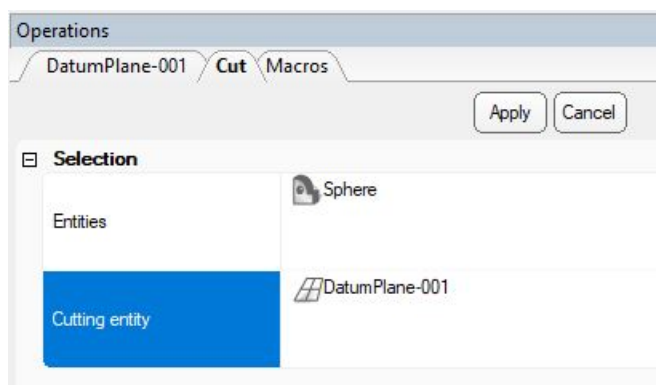 Operations
DatumPlane-001 Cut Macros
Apply Cancel
Selection
Entities Sphere
Cutting entity DatumPlane-001